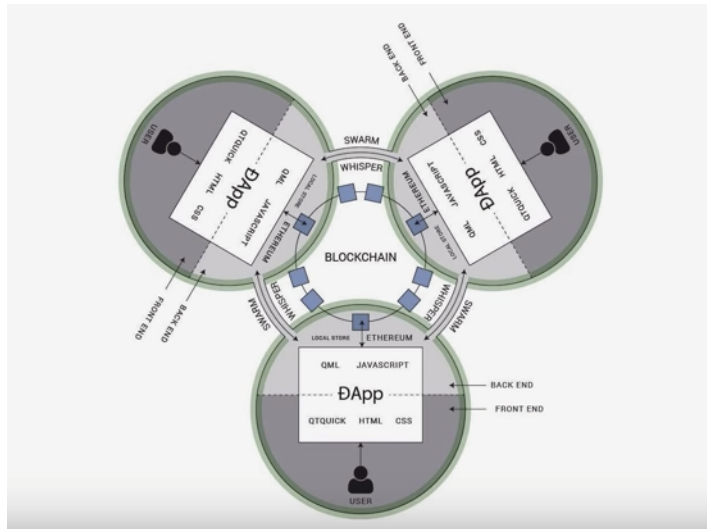 FRONT END
BACK END
USER
QTQUICK HTML CSS
ĐApp
QML JAVASCRIPT
LOCAL STORE
ETHEREUM
FRONT END
BACK END
SWARM
WHISPER
USER
QTQUICK HTML CSS
ĐApp
QML JAVASCRIPT
LOCAL STORE
ETHEREUM
BLOCKCHAIN
SWARM
WHISPER
WHISPER
SWARM
LOCAL STORE ETHEREUM
QML JAVASCRIPT
ĐApp
QTQUICK HTML CSS
BACK END
FRONT END
USER